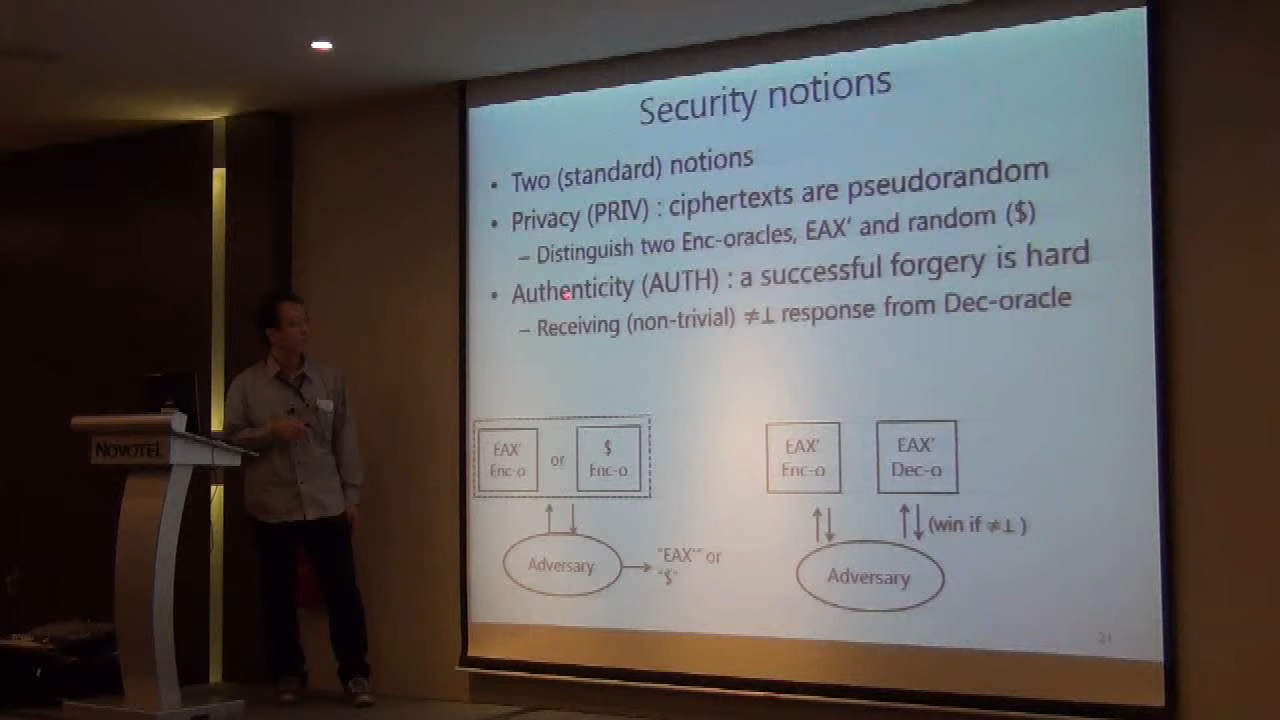 Security notions
• Two (standard) notions
• Privacy (PRIV) : ciphertexts are pseudorandom
– Distinguish two Enc-oracles, EAX' and random ($)
• Authenticity (AUTH) : a successful forgery is hard
– Receiving (non-trivial) ≠⊥ response from Dec-oracle
EAX'
Enc-o
or
$
Enc-o
Adversary
"EAX'" or
"$"
EAX'
Enc-o
EAX'
Dec-o
(win if ≠⊥ )
Adversary
NOVOTEL